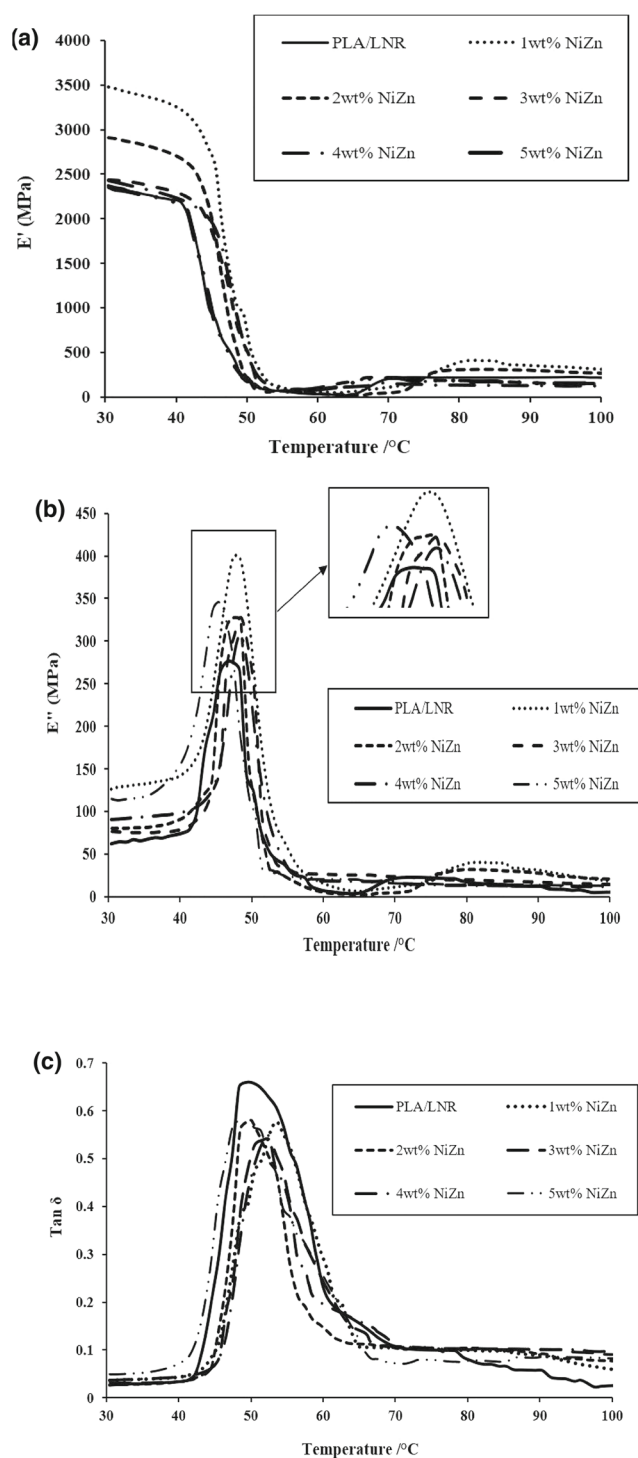 (a)
PLA/LNR 1wt% NiZn
2wt% NiZn 3wt% NiZn
4wt% NiZn 5wt% NiZn
4000
3500
3000
2500
2000
1500
1000
500
0
E' (MPa)
30 40 50 60 70 80 90 100
Temperature /°C
(b)
450
400
350
300
250
200
150
100
50
0
E" (MPa)
PLA/LNR 1wt% NiZn
2wt% NiZn 3wt% NiZn
4wt% NiZn 5wt% NiZn
30 40 50 60 70 80 90 100
Temperature /°C
(c)
0.7
0.6
0.5
0.4
0.3
0.2
0.1
0
Tan δ
PLA/LNR 1wt% NiZn
2wt% NiZn 3wt% NiZn
4wt% NiZn 5wt% NiZn
30 40 50 60 70 80 90 100
Temperature /°C